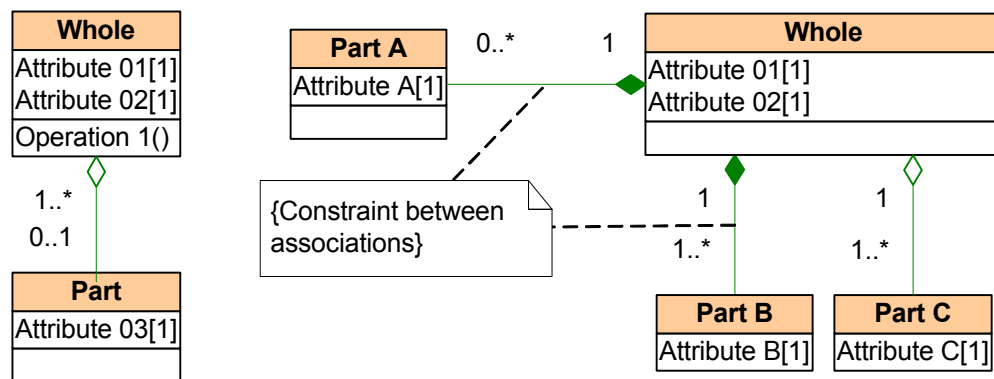 Whole
Attribute 01[1]
Attribute 02[1]
Operation 1()
1..*
0..1
Part
Attribute 03[1]
Part A
Attribute A[1]
0..*
1
Whole
Attribute 01[1]
Attribute 02[1]
{Constraint between
associations}
1
1..*
1
1..*
Part B
Attribute B[1]
Part C
Attribute C[1]